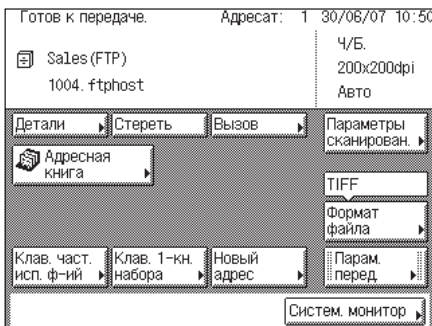 Готов к передаче. Адресат: 1 30/06/07 10:50
Sales(FTP)
1004.ftphost
Ч/Б.
200x200dpi
Авто
Детали
Стереть
Вызов
Параметры
сканирован.
Адресная
книга
TIFF
Формат
файла
Клав. част.
исп. ф-ий
Клав. 1-кн.
набора
Новый
адрес
Парам.
перед.
Систем. монитор